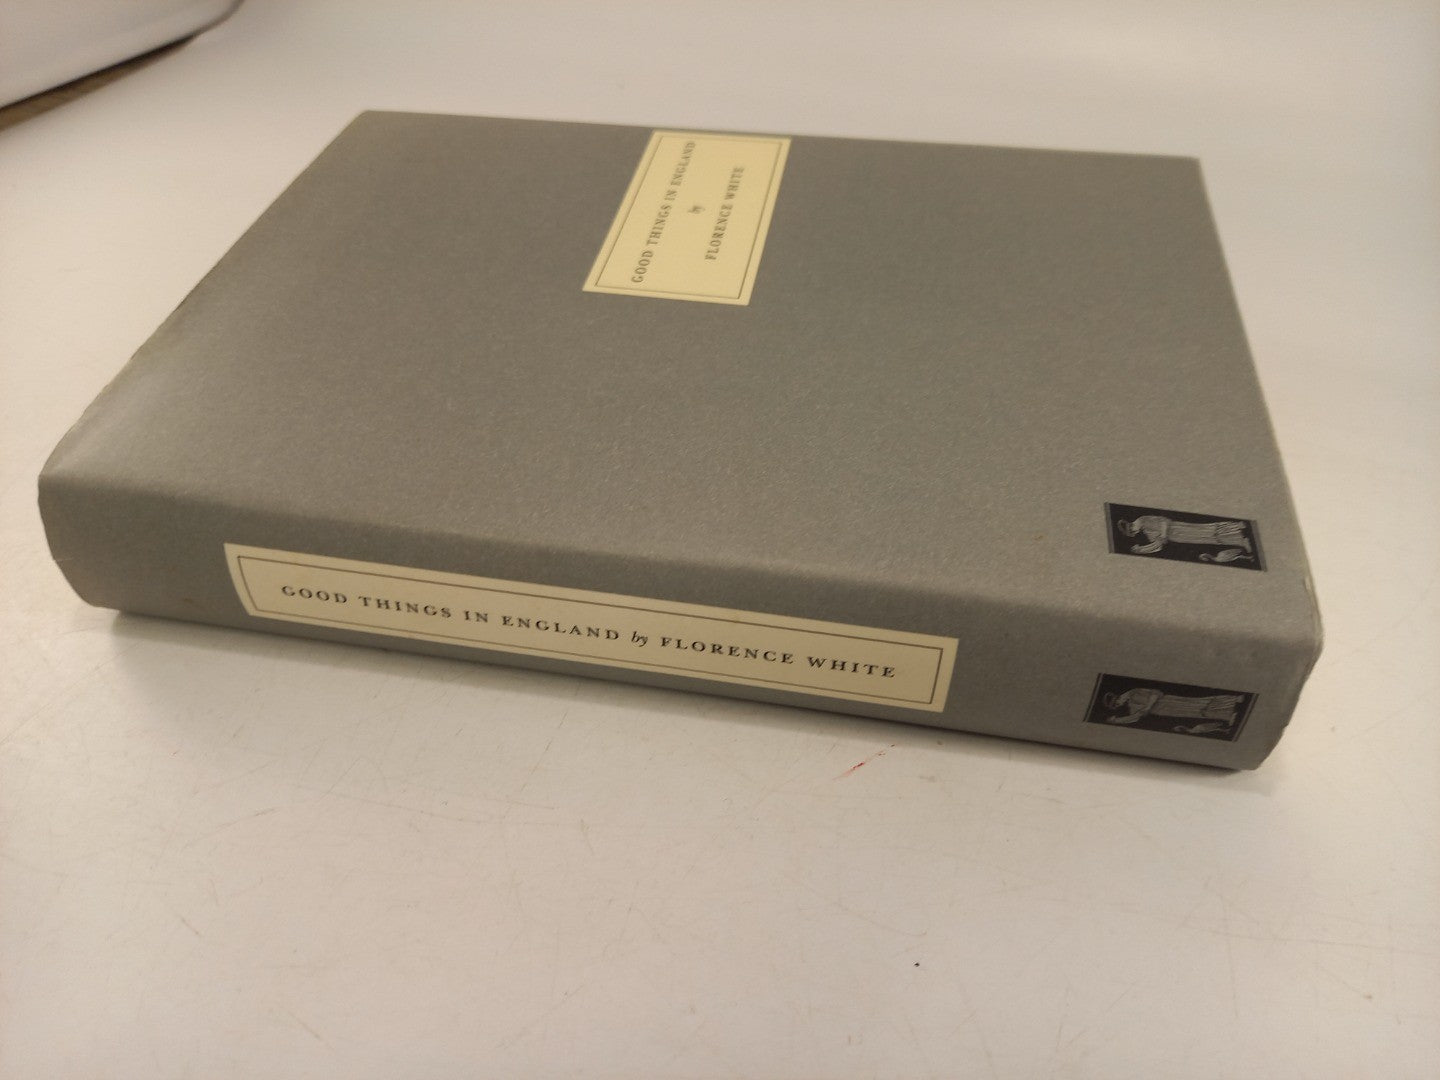 GOOD THINGS IN ENGLAND
by
FLORENCE WHITE
GOOD THINGS IN ENGLAND by FLORENCE WHITE